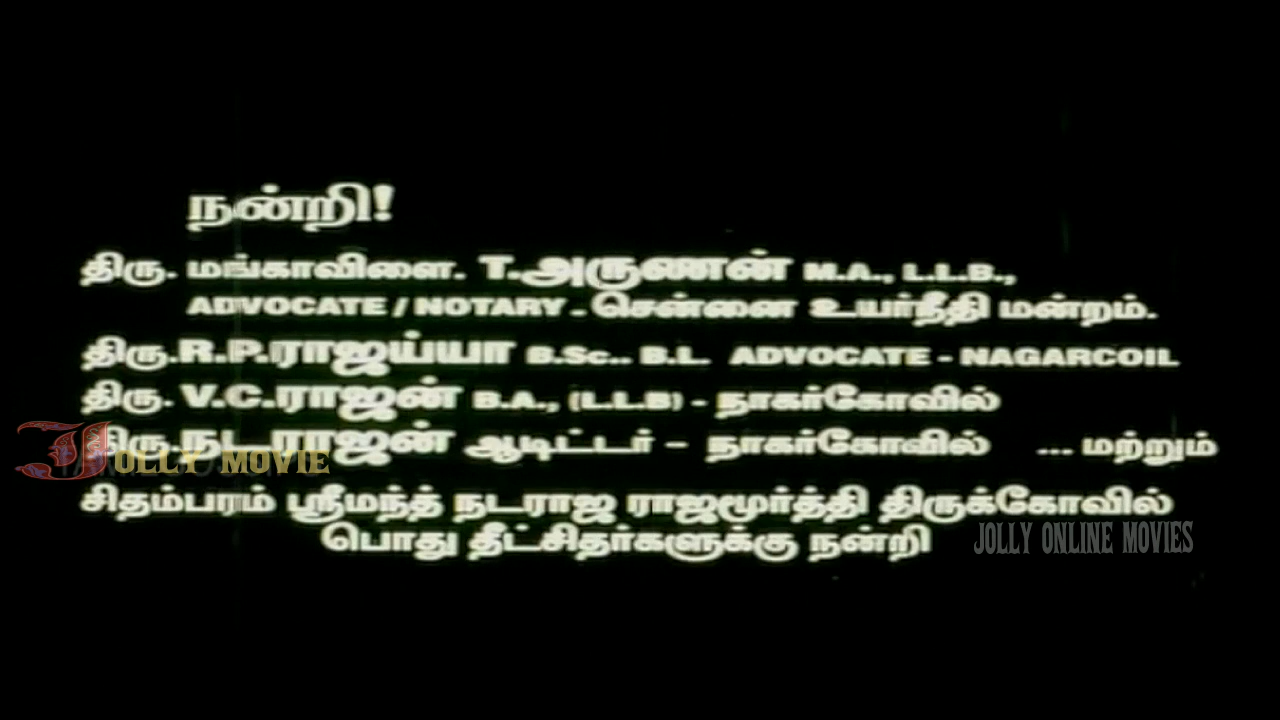 நன்றி!
திரு. மங்காவிளை. T.அருணன் M.A., L.L.B.,
ADVOCATE / NOTARY - சென்னை உயர்நீதி மன்றம்.
திரு.R.P.ராஜய்யா B.Sc.. B.L. ADVOCATE - NAGARCOIL
திரு. V.C.ராஜன் B.A., (L.L.B) - நாகர்கோவில்
திரு.நடராஜன் ஆடிட்டர் - நாகர்கோவில் ... மற்றும்
JOLLY MOVIE
சிதம்பரம் ஸ்ரீமந்த் நடராஜ ராஜமூர்த்தி திருக்கோவில்
பொது தீட்சிதர்களுக்கு நன்றி
JOLLY ONLINE MOVIES